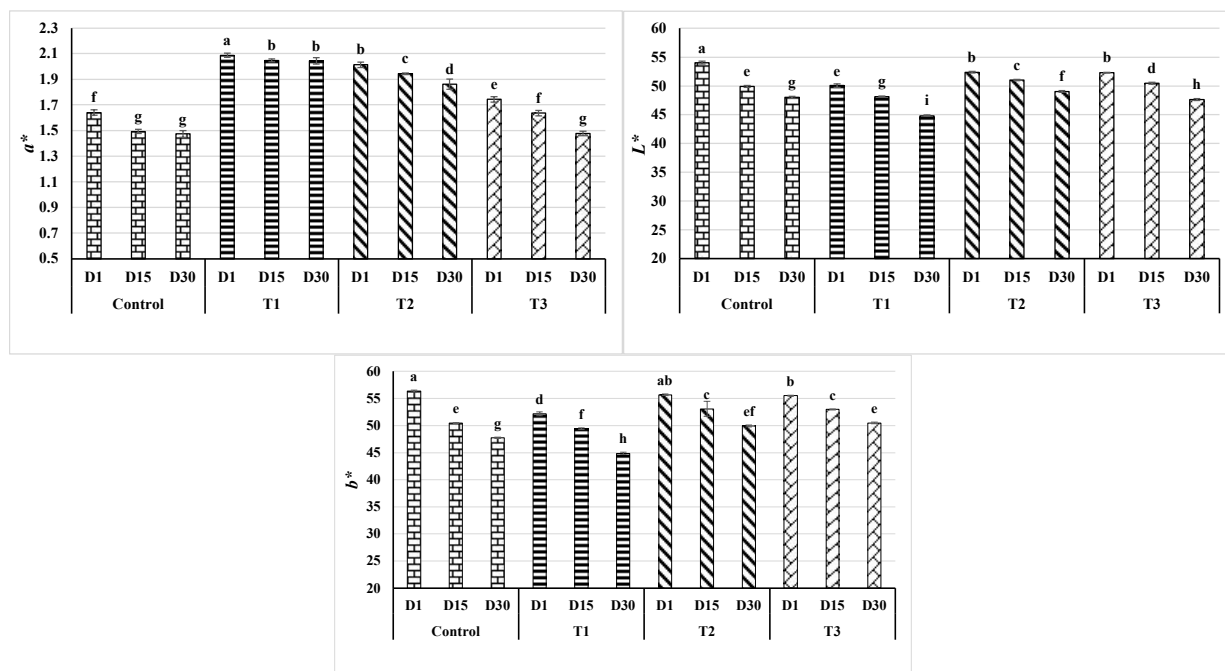 a*
2.3
2.1
1.9
1.7
1.5
1.3
1.1
0.9
0.7
0.5
f g g a b b b c d e f g
D1 D15 D30 D1 D15 D30 D1 D15 D30 D1 D15 D30
Control T1 T2 T3
L*
60
55
50
45
40
35
30
25
20
a e g e g i b c f b d h
D1 D15 D30 D1 D15 D30 D1 D15 D30 D1 D15 D30
Control T1 T2 T3
b*
60
55
50
45
40
35
30
25
20
a e g d f h ab c ef b c e
D1 D15 D30 D1 D15 D30 D1 D15 D30 D1 D15 D30
Control T1 T2 T3